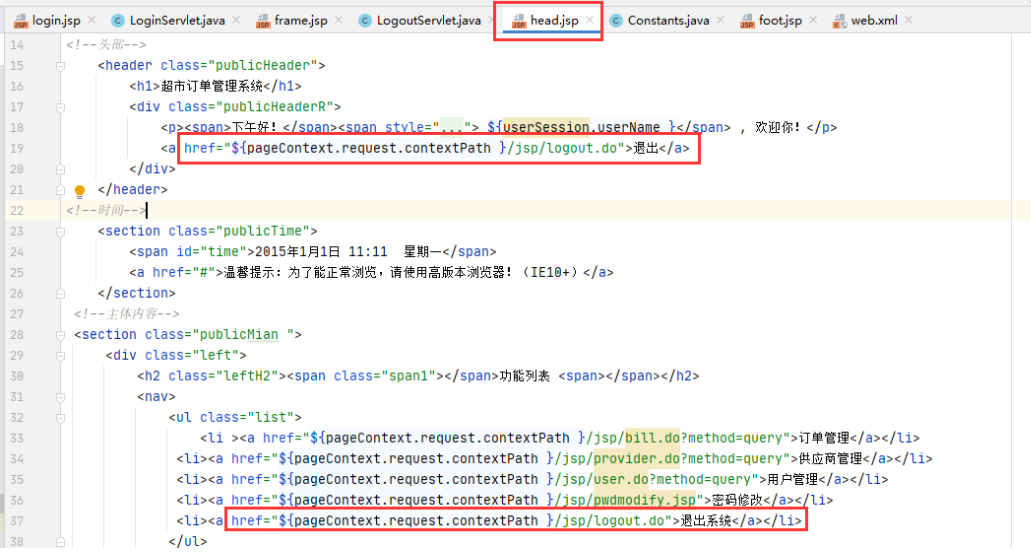 login.jsp LoginServlet.java frame.jsp LogoutServlet.java head.jsp Constants.java foot.jsp web.xml
14 <!--头部-->
15 <header class="publicHeader">
16 <h1>超市订单管理系统</h1>
17 <div class="publicHeaderR">
18 <p><span>下午好！</span><span style="..."> ${userSession.userName }</span> , 欢迎你！</p>
19 <a href="${pageContext.request.contextPath }/jsp/logout.do">退出</a>
20 </div>
21 </header>
22 <!--时间-->
23 <section class="publicTime">
24 <span id="time">2015年1月1日 11:11  星期一</span>
25 <a href="#">温馨提示：为了能正常浏览，请使用高版本浏览器！（IE10+）</a>
26 </section>
27 <!--主体内容-->
28 <section class="publicMian ">
29 <div class="left">
30 <h2 class="leftH2"><span class="span1"></span>功能列表 <span></span></h2>
31 <nav>
32 <ul class="list">
33 <li ><a href="${pageContext.request.contextPath }/jsp/bill.do?method=query">订单管理</a></li>
34 <li><a href="${pageContext.request.contextPath }/jsp/provider.do?method=query">供应商管理</a></li>
35 <li><a href="${pageContext.request.contextPath }/jsp/user.do?method=query">用户管理</a></li>
36 <li><a href="${pageContext.request.contextPath }/jsp/pwdmodify.jsp">密码修改</a></li>
37 <li><a href="${pageContext.request.contextPath }/jsp/logout.do">退出系统</a></li>
38 </ul>